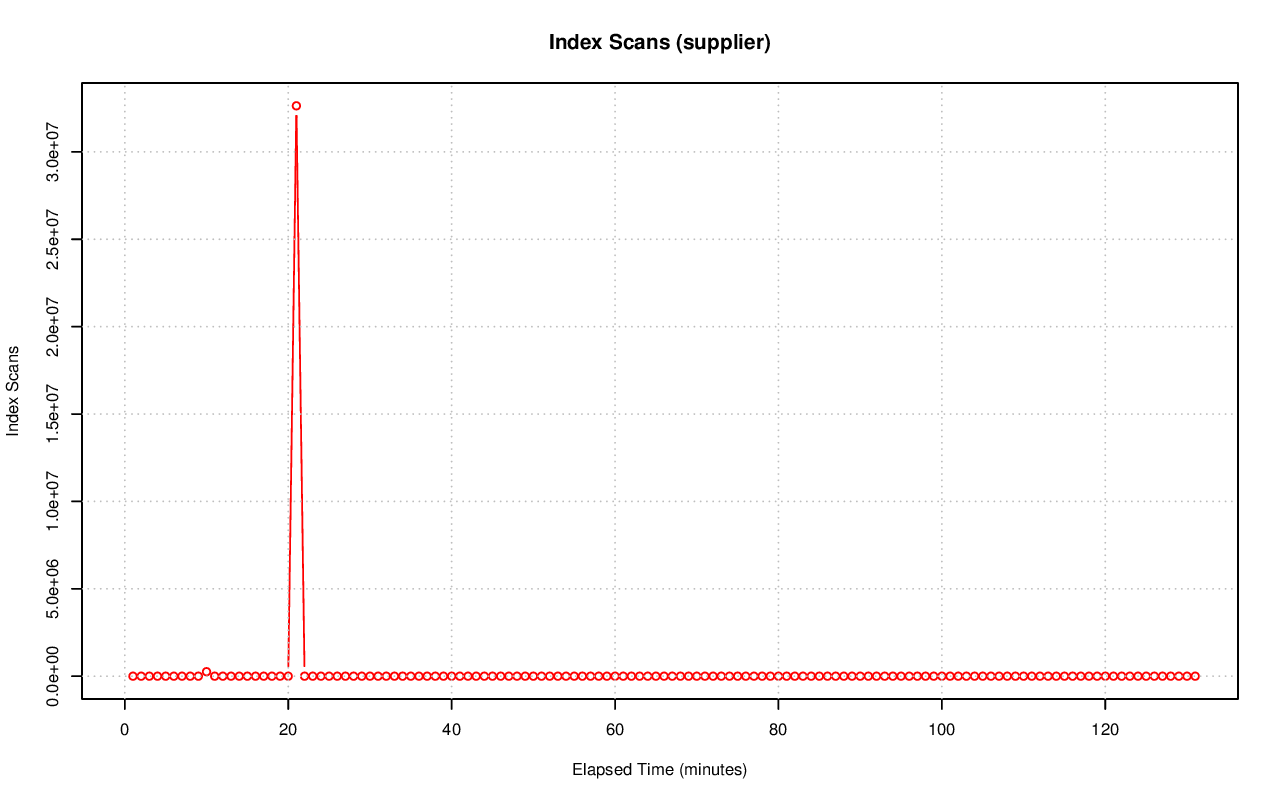 Index Scans (supplier)
Index Scans
3.0e+07
2.5e+07
2.0e+07
1.5e+07
1.0e+07
5.0e+06
0.0e+00
0 20 40 60 80 100 120
Elapsed Time (minutes)